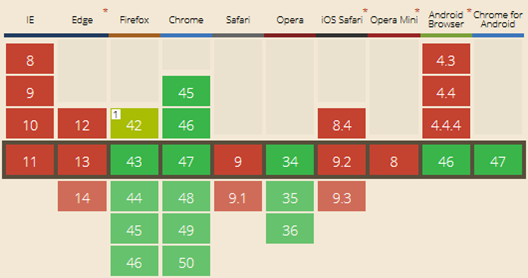 IE Edge * Firefox Chrome Safari Opera iOS Safari * Opera Mini * Android Browser * Chrome for Android
8 4.3
9 45 4.4
10 12 1 42 46 8.4 4.4.4
11 13 43 47 9 34 9.2 8 46 47
14 44 48 9.1 35 9.3
45 49 36
46 50